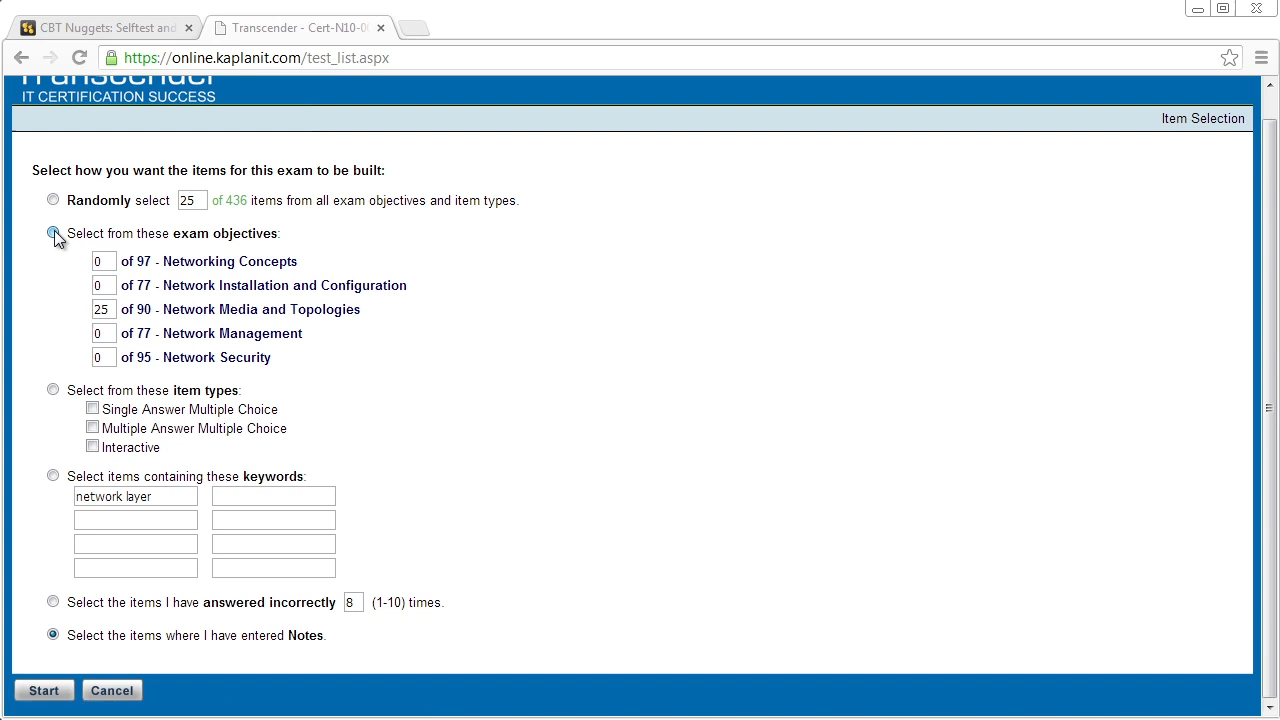 CBT Nuggets: Selftest and
Transcender - Cert-N10-0
https://online.kaplanit.com/test_list.aspx
Transcender
IT CERTIFICATION SUCCESS
Item Selection
Select how you want the items for this exam to be built:
Randomly select 25 of 436 items from all exam objectives and item types.
Select from these exam objectives:
0 of 97 - Networking Concepts
0 of 77 - Network Installation and Configuration
25 of 90 - Network Media and Topologies
0 of 77 - Network Management
0 of 95 - Network Security
Select from these item types:
Single Answer Multiple Choice
Multiple Answer Multiple Choice
Interactive
Select items containing these keywords:
network layer
Select the items I have answered incorrectly 8 (1-10) times.
Select the items where I have entered Notes.
Start Cancel